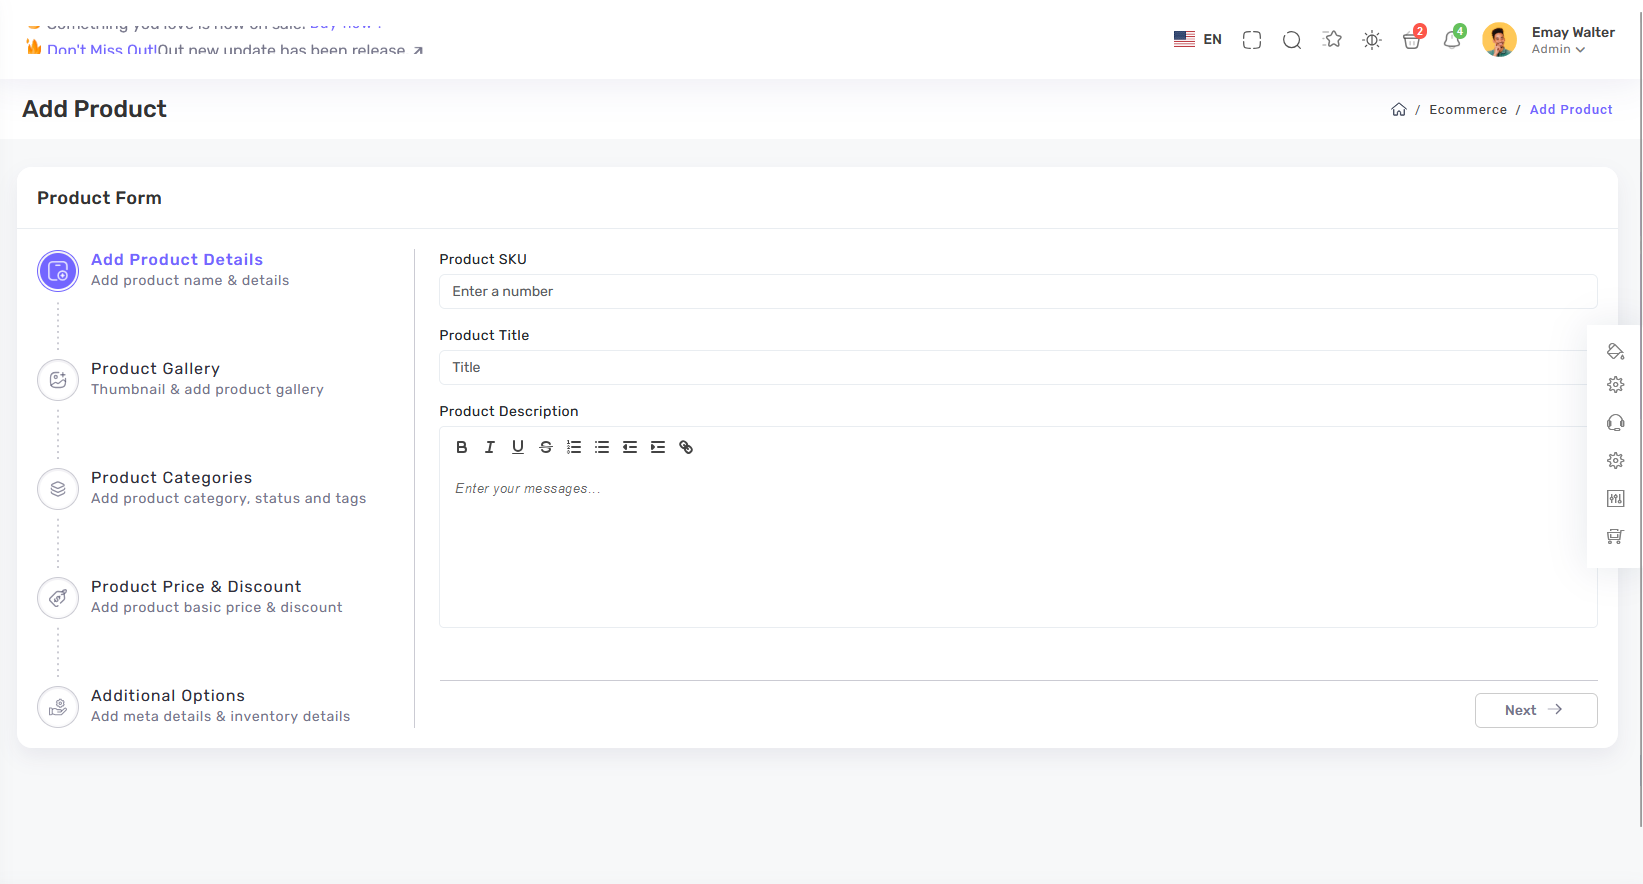 Something you love is now on sale! Buy now !
Don't Miss Out!Out new update has been release
EN
2
4
Emay Walter
Admin
Add Product
/ Ecommerce / Add Product
Product Form
Add Product Details
Add product name & details
Product Gallery
Thumbnail & add product gallery
Product Categories
Add product category, status and tags
Product Price & Discount
Add product basic price & discount
Additional Options
Add meta details & inventory details
Product SKU
Enter a number
Product Title
Title
Product Description
B I U S
Enter your messages...
Next